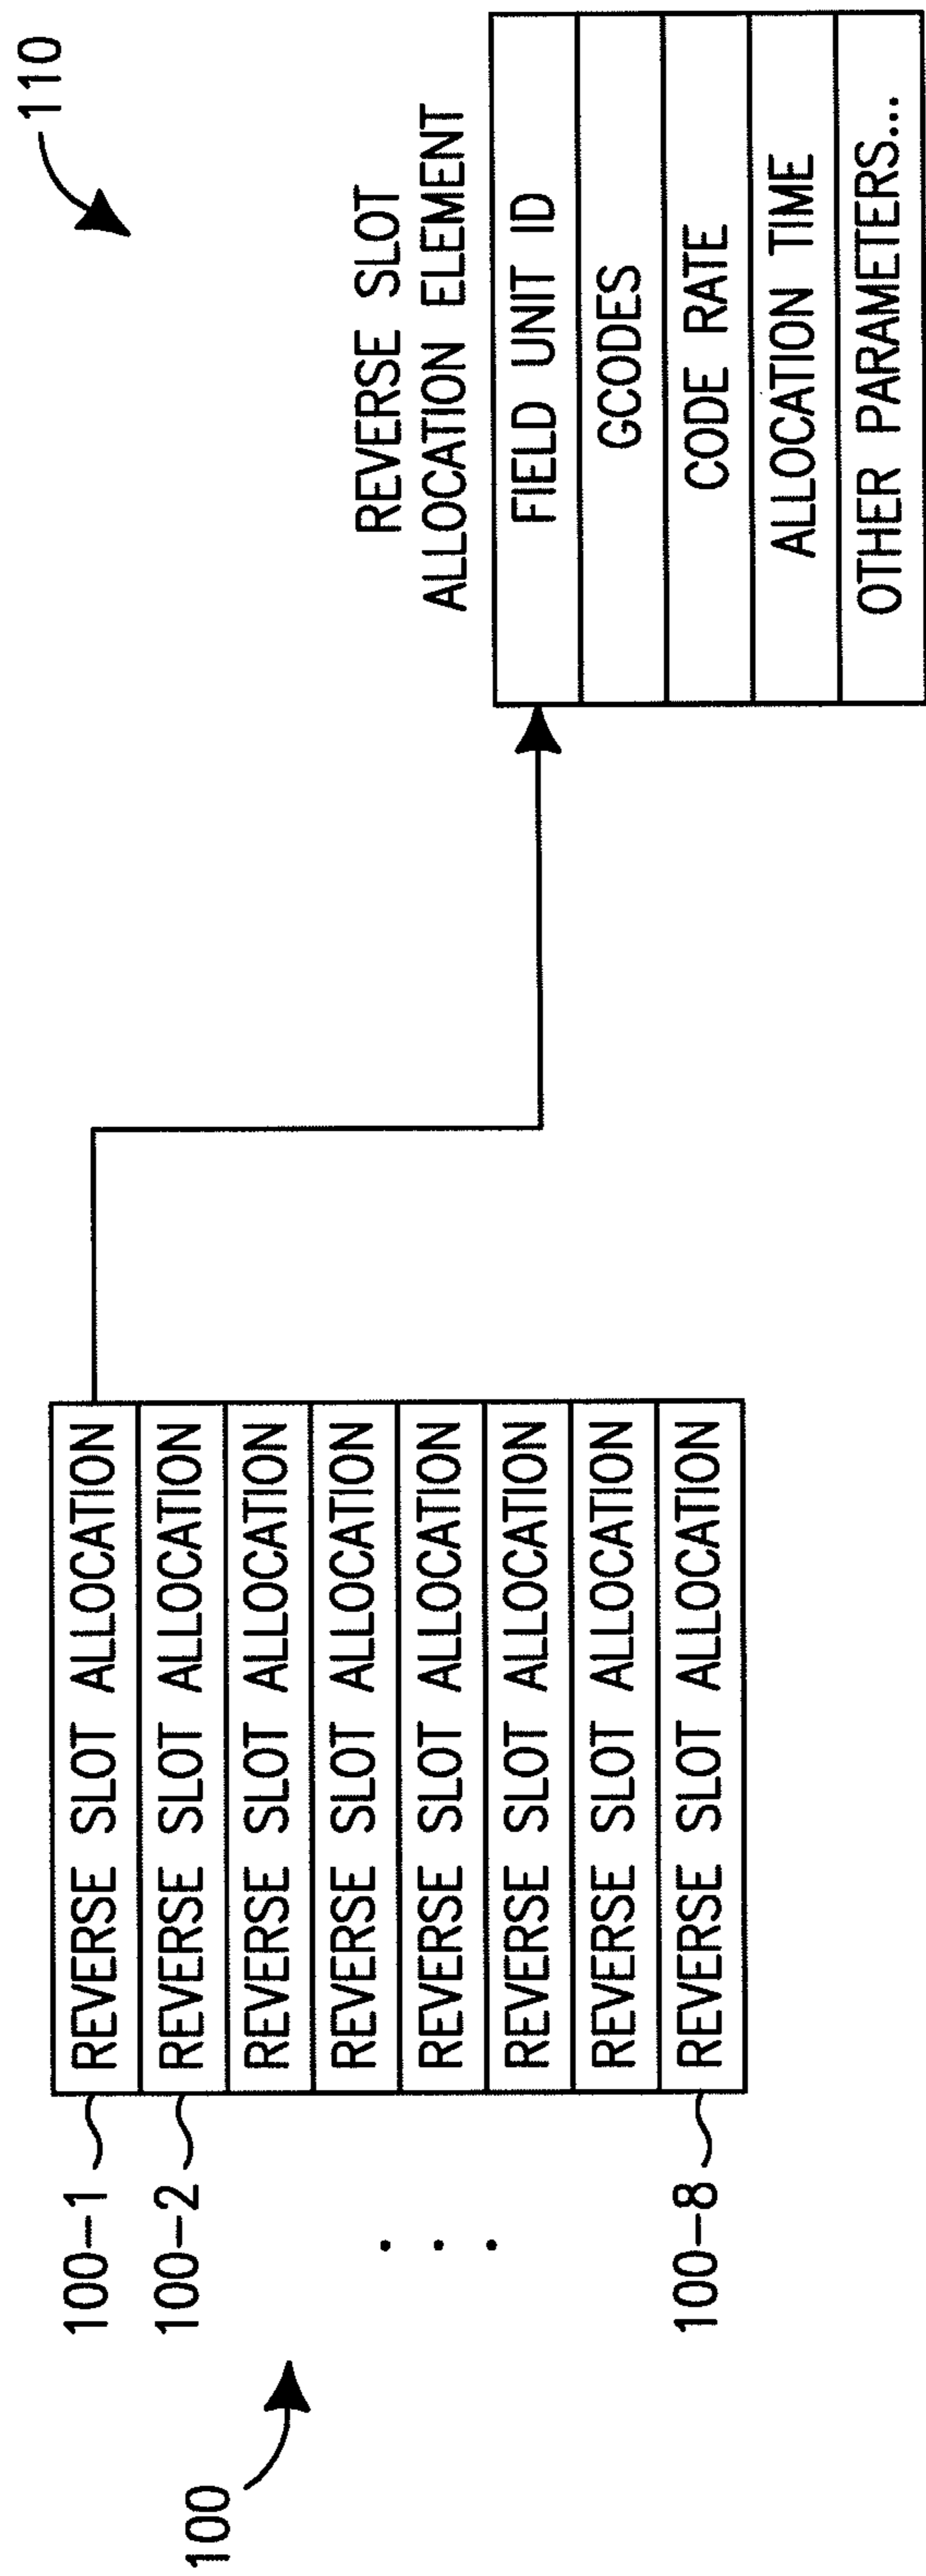 110
REVERSE SLOT
ALLOCATION ELEMENT
FIELD UNIT ID
GCODES
CODE RATE
ALLOCATION TIME
OTHER PARAMETERS...
100
100-1
REVERSE SLOT ALLOCATION
100-2
REVERSE SLOT ALLOCATION
REVERSE SLOT ALLOCATION
REVERSE SLOT ALLOCATION
REVERSE SLOT ALLOCATION
REVERSE SLOT ALLOCATION
REVERSE SLOT ALLOCATION
100-8
REVERSE SLOT ALLOCATION